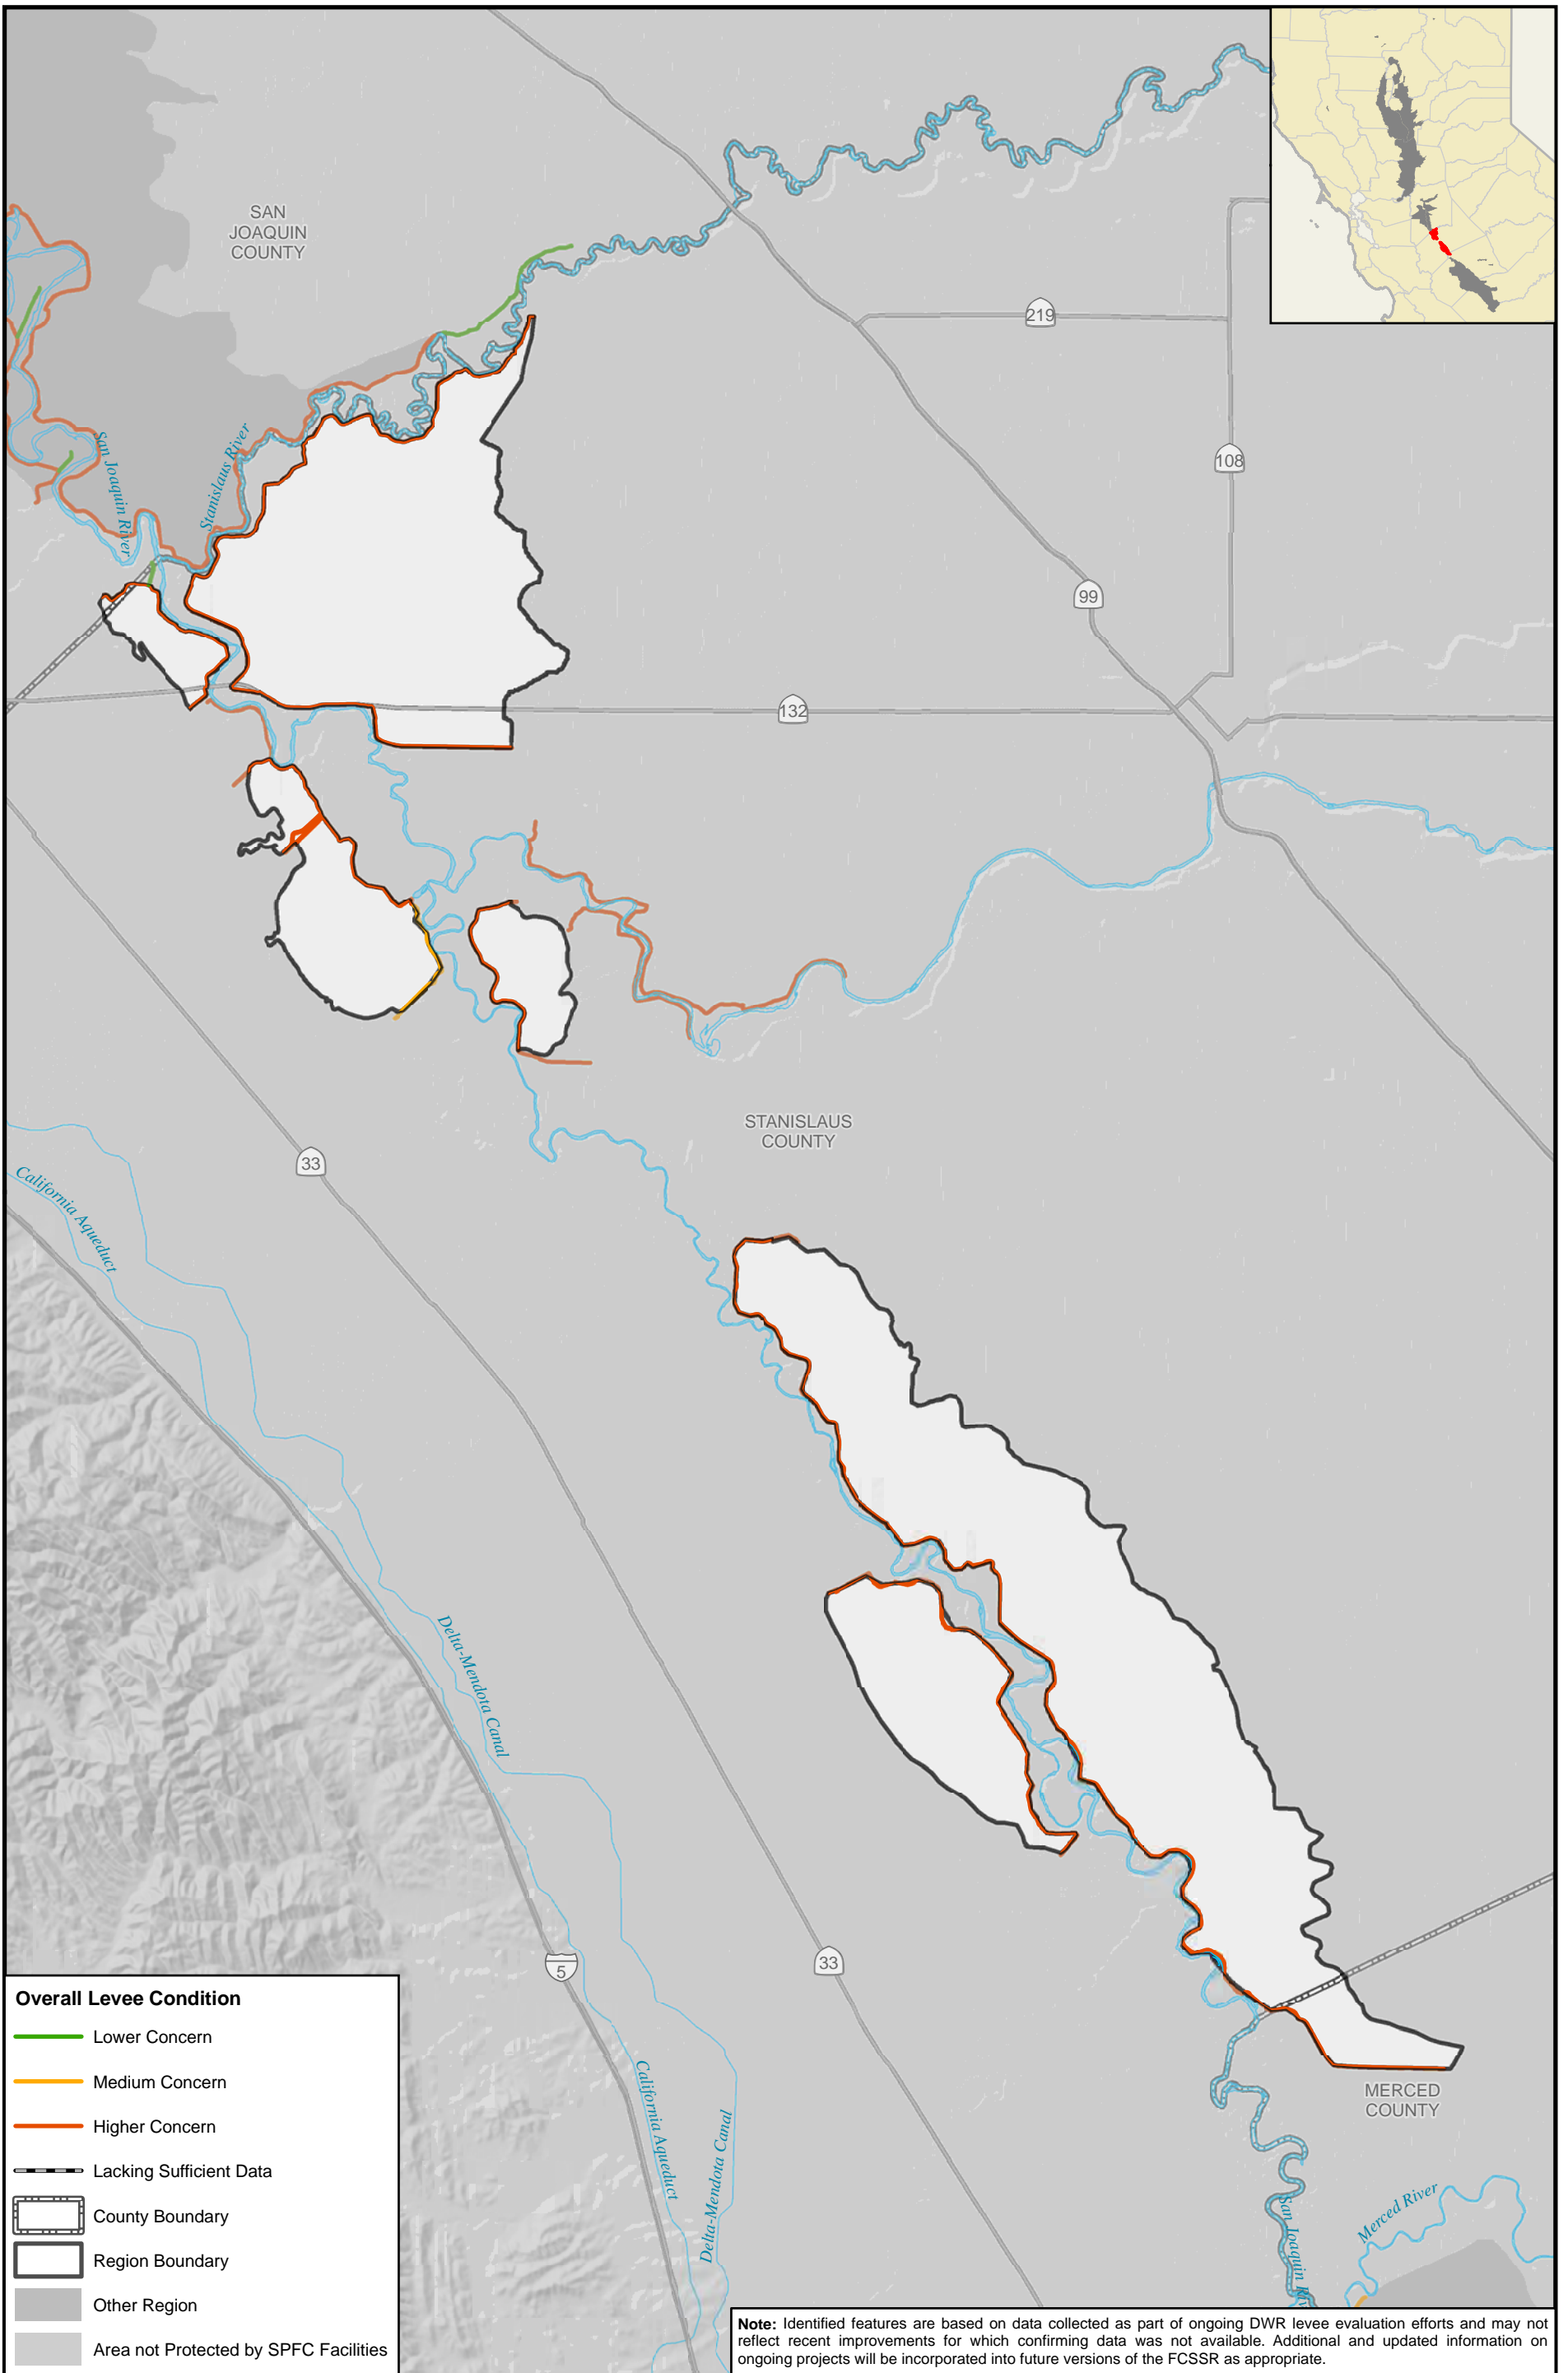 SAN
JOAQUIN
COUNTY
219
108
San Joaquin River
Stanislaus River
99
132
STANISLAUS
COUNTY
33
California Aqueduct
Delta-Mendota Canal
5
33
MERCED
COUNTY
California Aqueduct
Delta-Mendota Canal
San Joaquin Riv
Merced River
Overall Levee Condition
Lower Concern
Medium Concern
Higher Concern
Lacking Sufficient Data
County Boundary
Region Boundary
Other Region
Area not Protected by SPFC Facilities
Note: Identified features are based on data collected as part of ongoing DWR levee evaluation efforts and may not
reflect recent improvements for which confirming data was not available. Additional and updated information on
ongoing projects will be incorporated into future versions of the FCSSR as appropriate.